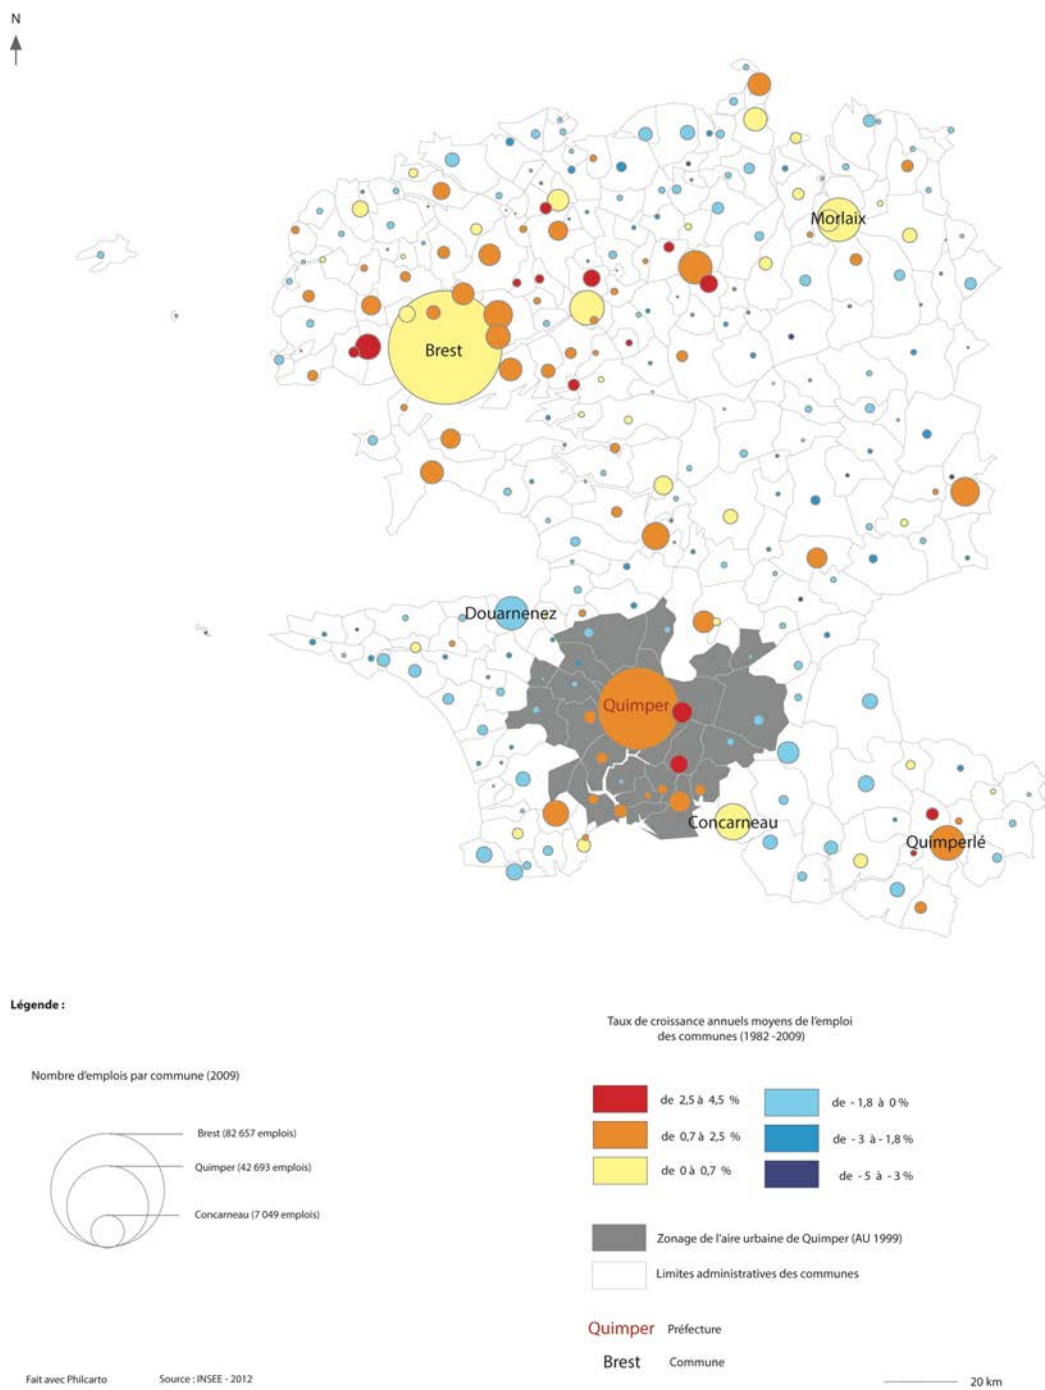 N
Morlaix
Brest
Douarnenez
Quimper
Concarneau
Quimperlé
Légende :
Nombre d'emplois par commune (2009)
Brest (82 657 emplois)
Quimper (42 693 emplois)
Concarneau (7 049 emplois)
Taux de croissance annuels moyens de l'emploi
des communes (1982 -2009)
de 2,5 à 4,5 %
de - 1,8 à 0 %
de 0,7 à 2,5 %
de - 3 à - 1,8 %
de 0 à 0,7 %
de - 5 à - 3 %
Zonage de l'aire urbaine de Quimper (AU 1999)
Limites administratives des communes
Quimper Préfecture
Brest Commune
Fait avec Philcarto
Source : INSEE - 2012
20 km